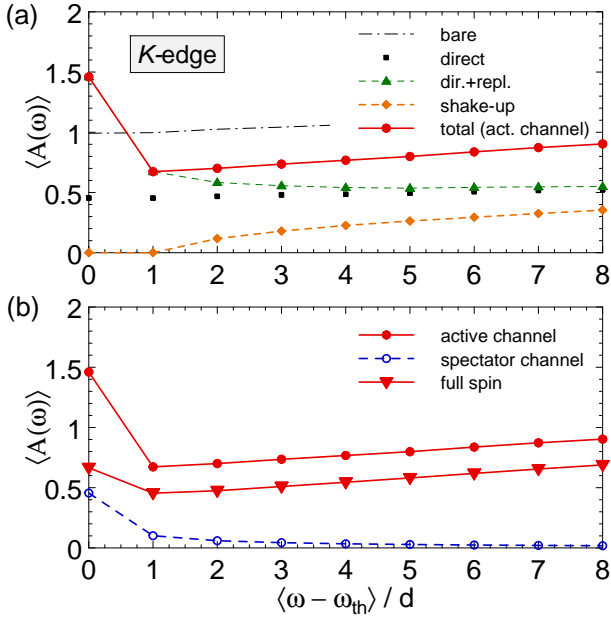 (a)
2
1.5
1
0.5
0
⟨A(ω)⟩
K-edge
bare
direct
dir.+repl.
shake-up
total (act. channel)
0 1 2 3 4 5 6 7 8
(b)
2
1.5
1
0.5
0
⟨A(ω)⟩
active channel
spectator channel
full spin
0 1 2 3 4 5 6 7 8
⟨ω − ω_th⟩ / d